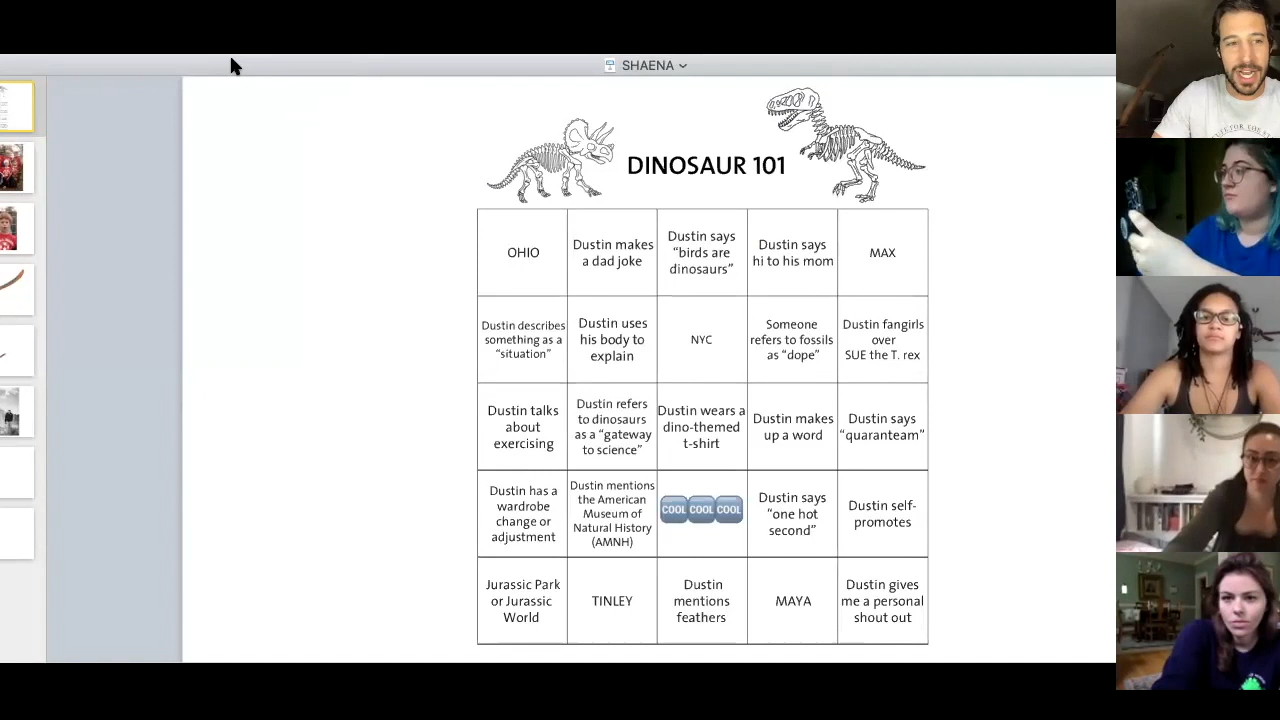 SHAENA
DINOSAUR 101
OHIO
Dustin makes
a dad joke
Dustin says
“birds are
dinosaurs”
Dustin says
hi to his mom
MAX
Dustin describes
something as a
“situation”
Dustin uses
his body to
explain
NYC
Someone
refers to fossils
as “dope”
Dustin fangirls
over
SUE the T. rex
Dustin talks
about
exercising
Dustin refers
to dinosaurs
as a “gateway
to science”
Dustin wears a
dino-themed
t-shirt
Dustin makes
up a word
Dustin says
“quaranteam”
Dustin has a
wardrobe
change or
adjustment
Dustin mentions
the American
Museum of
Natural History
(AMNH)
COOL COOL COOL
Dustin says
“one hot
second”
Dustin self-
promotes
Jurassic Park
or Jurassic
World
TINLEY
Dustin
mentions
feathers
MAYA
Dustin gives
me a personal
shout out